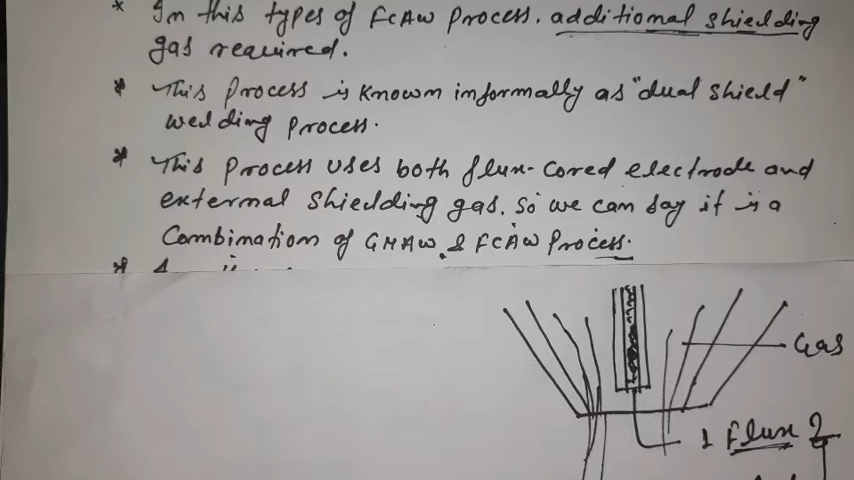 * In this types of FCAW Process. additional shielding
gas required.
* This Process is Known informally as "dual shield"
welding Process.
* This Process uses both flux-cored electrode and
external shielding gas. So we can say it is a
Combination of GMAW & FCAW Process.
*
Gas
Flux